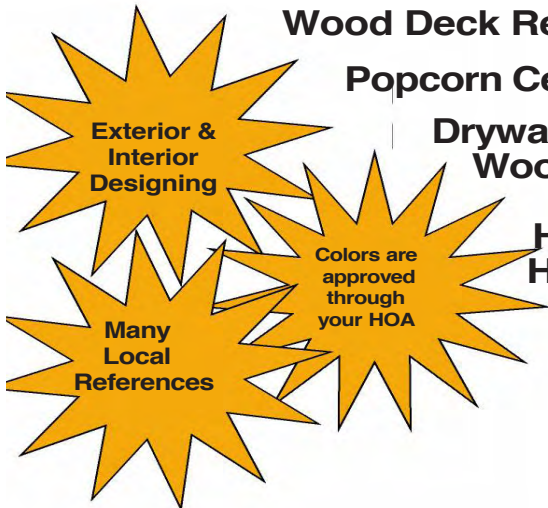 Wood Deck Re
Popcorn Ce
Drywa
Woo
Exterior &
Interior
Designing
H
H
Colors are
approved
through
your HOA
Many
Local
References